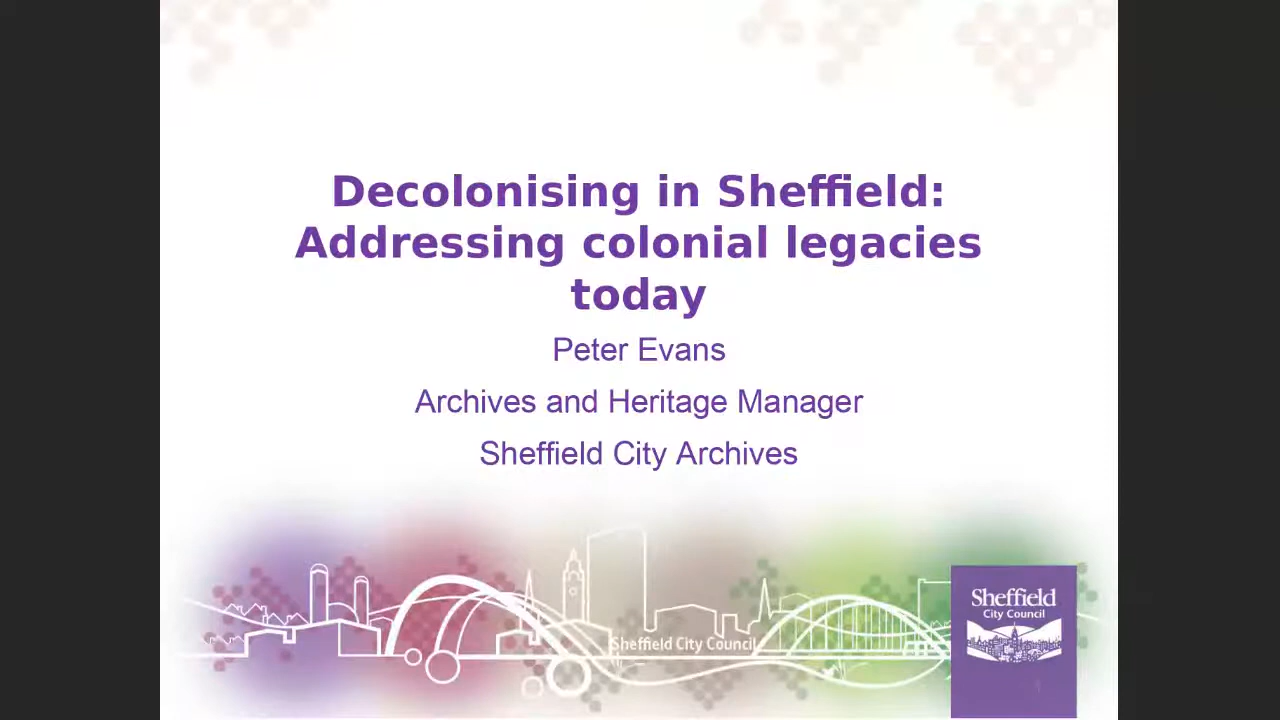 Decolonising in Sheffield:
Addressing colonial legacies
today
Peter Evans
Archives and Heritage Manager
Sheffield City Archives
Sheffield City Council
Sheffield
City Council